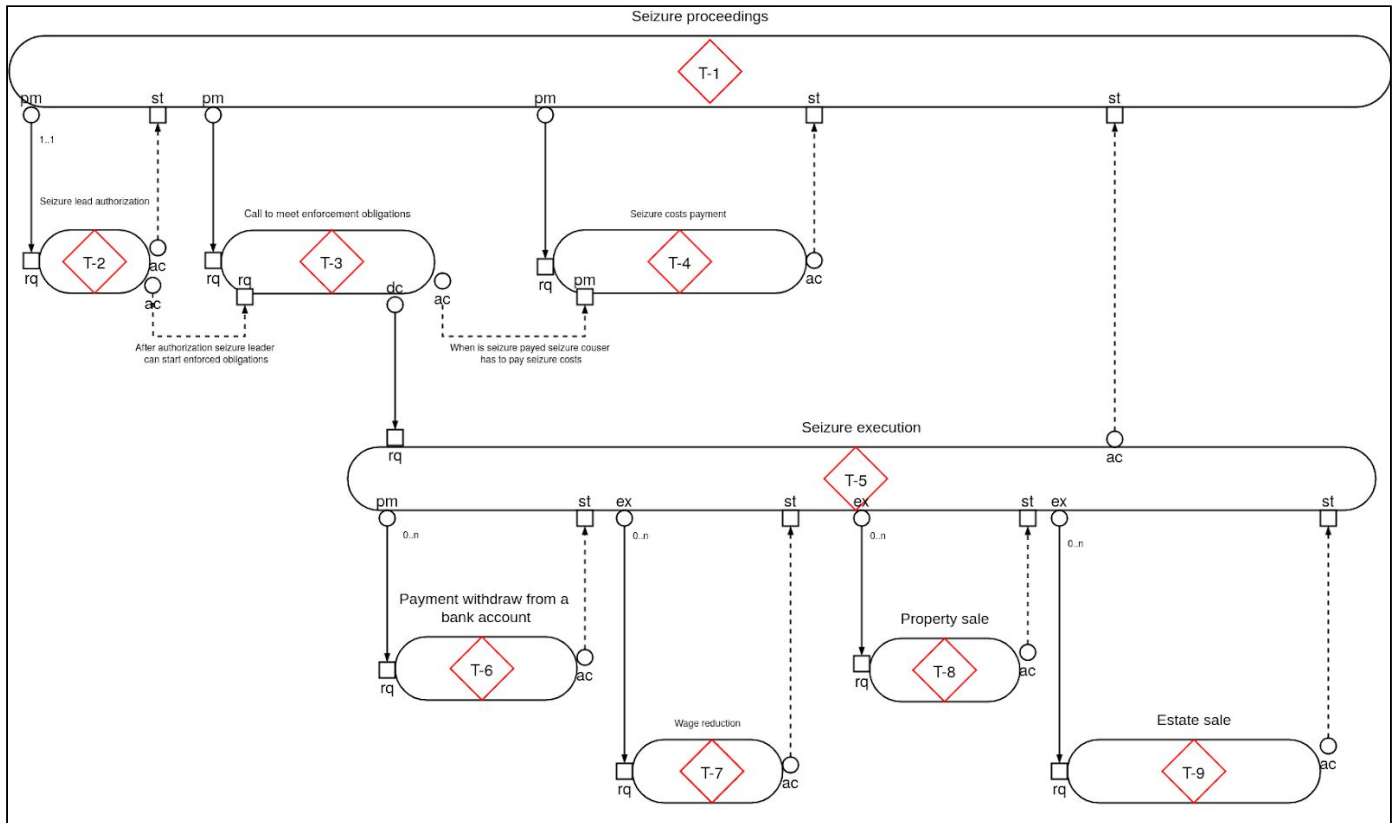 Seizure proceedings
T-1
pm
st
pm
pm
st
st
1..1
Seizure lead authorization
Call to meet enforcement obligations
Seizure costs payment
T-2
T-3
T-4
rq
ac
rq
rq
dc
ac
rq
pm
ac
ac
After authorization seizure leader
can start enforced obligations
When is seizure payed seizure couser
has to pay seizure costs
Seizure execution
rq
ac
T-5
pm
st
ex
st
ex
st
ex
st
0..n
0..n
0..n
0..n
Payment withdraw from a
bank account
Property sale
T-6
T-8
rq
ac
rq
ac
Wage reduction
Estate sale
T-7
T-9
rq
ac
rq
ac